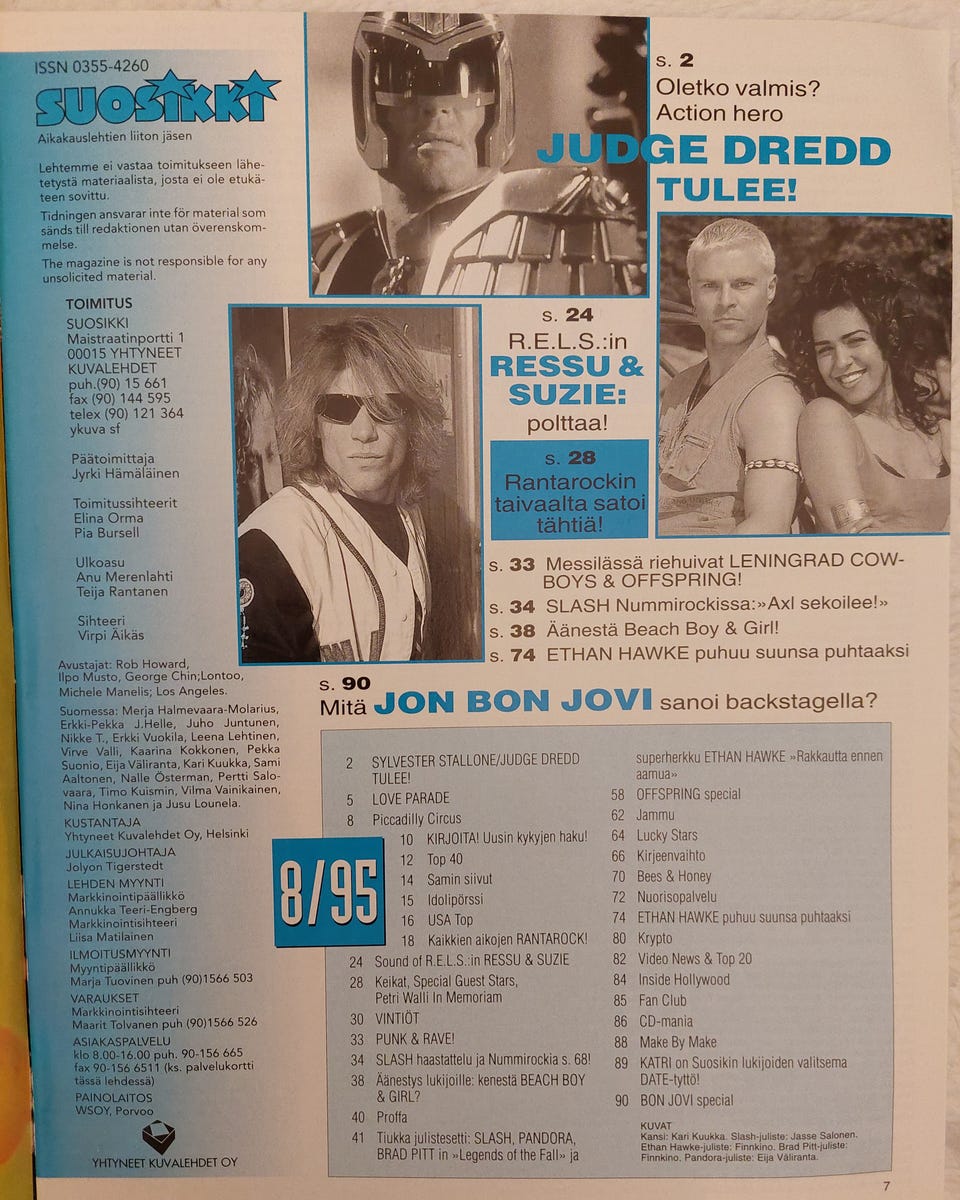 ISSN 0355-4260
SUOSIKKI
Aikakauslehtien liiton jäsen
Lehtemme ei vastaa toimitukseen lähe-
tetystä materiaalista, josta ei ole etukä-
teen sovittu.
Tidningen ansvarar inte för material som
sänds till redaktionen utan överenskom-
melse.
The magazine is not responsible for any
unsolicited material.
TOIMITUS
SUOSIKKI
Maistraatinportti 1
00015 YHTYNEET
KUVALEHDET
puh.(90) 15 661
fax (90) 144 595
telex (90) 121 364
ykuva sf
Päätoimittaja
Jyrki Hämäläinen
Toimitussihteerit
Elina Orma
Pia Bursell
Ulkoasu
Anu Merenlahti
Teija Rantanen
Sihteeri
Virpi Äikäs
Avustajat: Rob Howard,
Ilpo Musto, George Chin;Lontoo,
Michele Manelis; Los Angeles.
Suomessa: Merja Halmevaara-Molarius,
Erkki-Pekka J.Helle, Juho Juntunen,
Nikke T., Erkki Vuokila, Leena Lehtinen,
Virve Valli, Kaarina Kokkonen, Pekka
Suonio, Eija Väliranta, Kari Kuukka, Sami
Aaltonen, Nalle Österman, Pertti Salo-
vaara, Timo Kuismin, Vilma Vainikainen,
Nina Honkanen ja Jusu Lounela.
KUSTANTAJA
Yhtyneet Kuvalehdet Oy, Helsinki
JULKAISUJOHTAJA
Jolyon Tigerstedt
LEHDEN MYYNTI
Markkinointipäällikkö
Annukka Teeri-Engberg
Markkinointisihteeri
Liisa Matilainen
ILMOITUSMYYNTI
Myyntipäällikkö
Marja Tuovinen puh (90)1566 503
VARAUKSET
Markkinointisihteeri
Maarit Tolvanen puh (90)1566 526
ASIAKASPALVELU
klo 8.00-16.00 puh. 90-156 665
fax 90-156 6511 (ks. palvelukortti
tässä lehdessä)
PAINOLAITOS
WSOY, Porvoo
YHTYNEET KUVALEHDET OY
s. 2
Oletko valmis?
Action hero
JUDGE DREDD
TULEE!
s. 24
R.E.L.S.:in
RESSU &
SUZIE:
polttaa!
s. 28
Rantarockin
taivaalta satoi
tähtiä!
s. 33 Messilässä riehuivat LENINGRAD COW-
BOYS & OFFSPRING!
s. 34 SLASH Nummirockissa:»Axl sekoilee!»
s. 38 Äänestä Beach Boy & Girl!
s. 74 ETHAN HAWKE puhuu suunsa puhtaaksi
s. 90
Mitä JON BON JOVI sanoi backstagella?
8/95
2 SYLVESTER STALLONE/JUDGE DREDD
TULEE!
5 LOVE PARADE
8 Piccadilly Circus
10 KIRJOITA! Uusin kykyjen haku!
12 Top 40
14 Samin siivut
15 Idolipörssi
16 USA Top
18 Kaikkien aikojen RANTAROCK!
24 Sound of R.E.L.S.:in RESSU & SUZIE
28 Keikat, Special Guest Stars,
Petri Walli In Memoriam
30 VINTIÖT
33 PUNK & RAVE!
34 SLASH haastattelu ja Nummirockia s. 68!
38 Äänestys lukijoille: kenestä BEACH BOY
& GIRL?
40 Proffa
41 Tiukka julistesetti: SLASH, PANDORA,
BRAD PITT in »Legends of the Fall» ja
superherkku ETHAN HAWKE »Rakkautta ennen
aamua»
58 OFFSPRING special
62 Jammu
64 Lucky Stars
66 Kirjeenvaihto
70 Bees & Honey
72 Nuorisopalvelu
74 ETHAN HAWKE puhuu suunsa puhtaaksi
80 Krypto
82 Video News & Top 20
84 Inside Hollywood
85 Fan Club
86 CD-mania
88 Make By Make
89 KATRI on Suosikin lukijoiden valitsema
DATE-tyttö!
90 BON JOVI special
KUVAT
Kansi: Kari Kuukka. Slash-juliste: Jasse Salonen.
Ethan Hawke-juliste: Finnkino. Brad Pitt-juliste:
Finnkino. Pandora-juliste: Eija Väliranta.
7